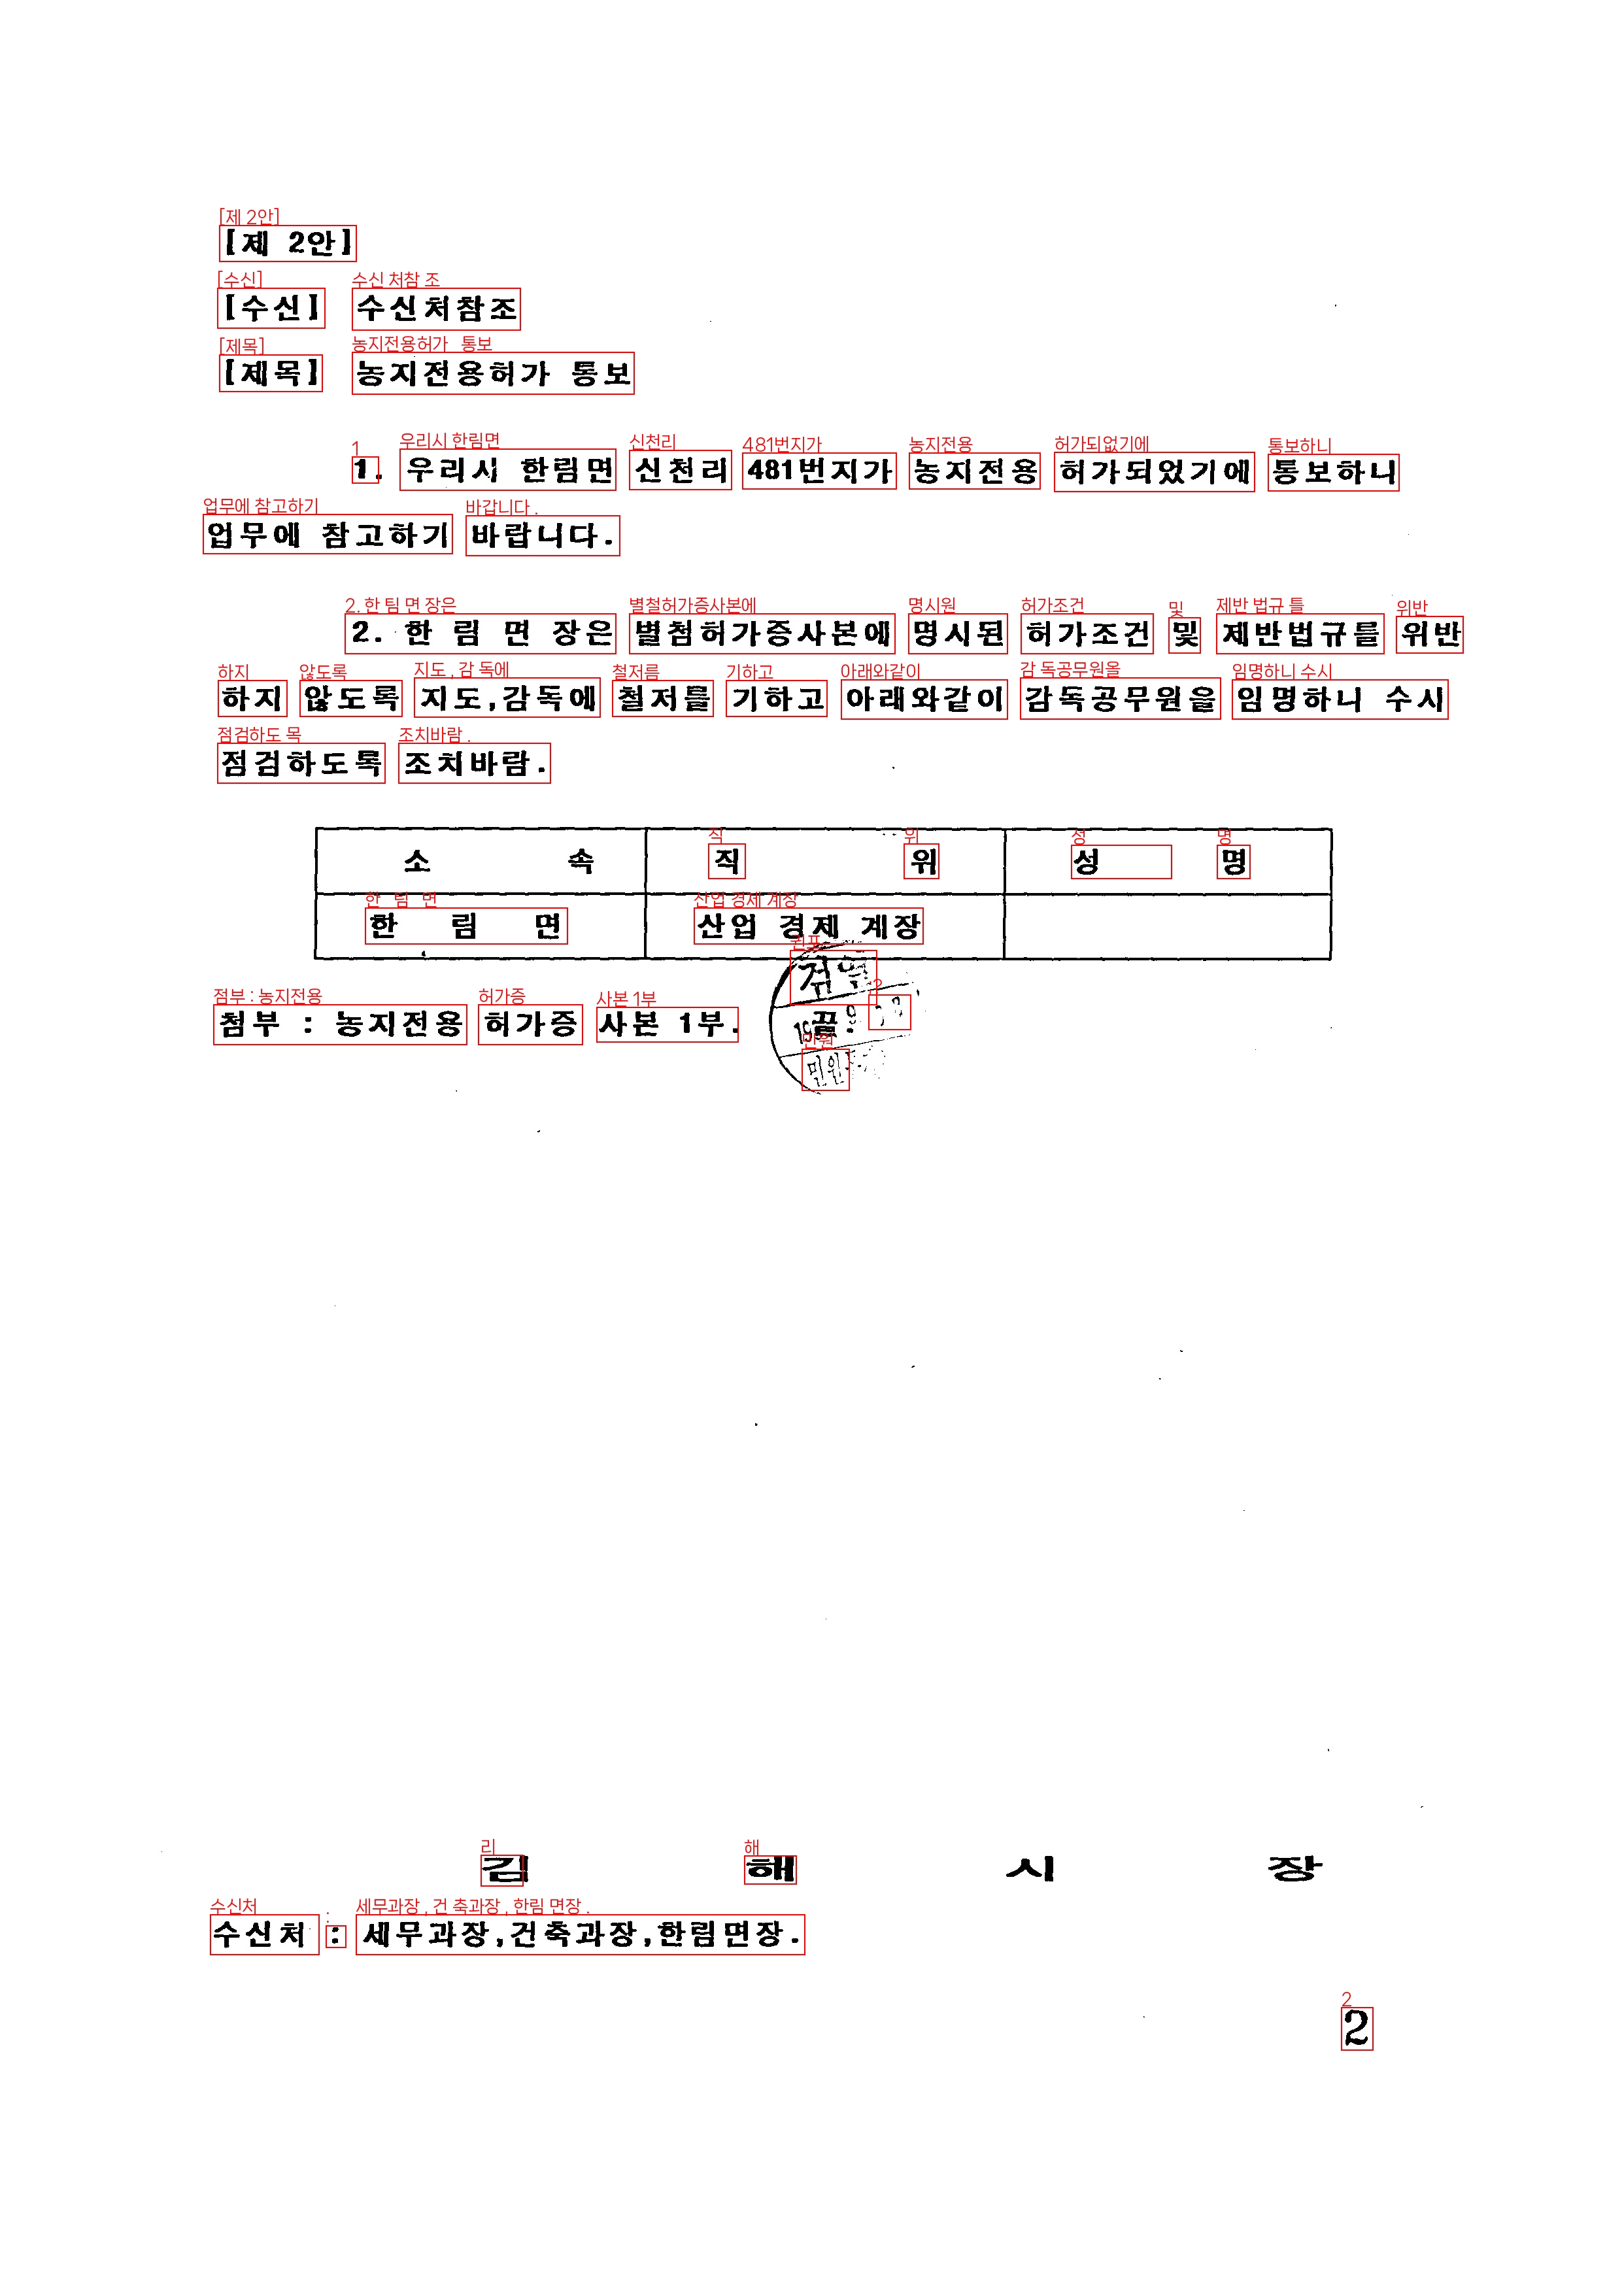 [제 2안]
[수신] 수신처참조
[제목] 농지전용허가 통보
1. 우리시 한림면 신천리 481번지가 농지전용 허가되었기에 통보하니
업무에 참고하기 바랍니다.
2. 한 림 면 장은 별첨허가증사본에 명시된 허가조건 및 제반법규를 위반
하지 않도록 지도,감독에 철저를 기하고 아래와같이 감독공무원을 임명하니 수시
점검하도록 조치바람.
소 속 직 위 성 명
한 림 면 산업 경제 계장
첨부 : 농지전용 허가증 사본 1부. 끝.
민원
김 해 시 장
수신처 : 세무과장,건축과장,한림면장.
2